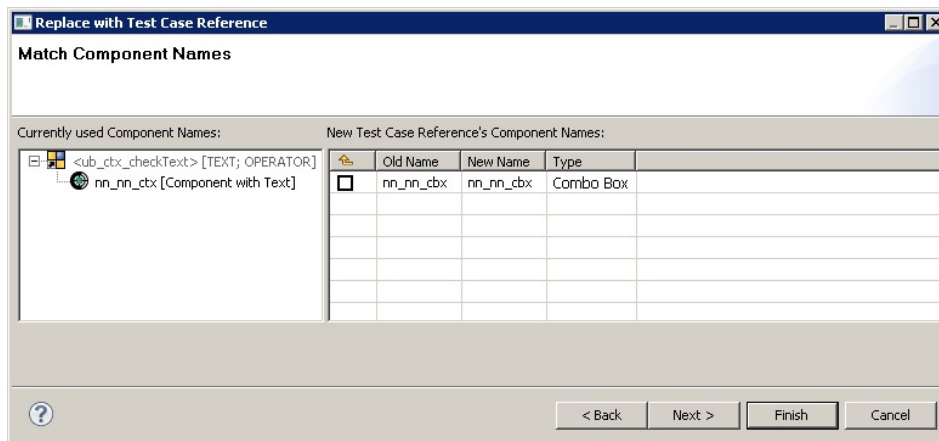 Replace with Test Case Reference
Match Component Names
Currently used Component Names:
New Test Case Reference's Component Names:
<ub_ctx_checkText> [TEXT; OPERATOR]
nn_nn_ctx [Component with Text]
Old Name New Name Type
nn_nn_cbx nn_nn_cbx Combo Box
? < Back Next > Finish Cancel